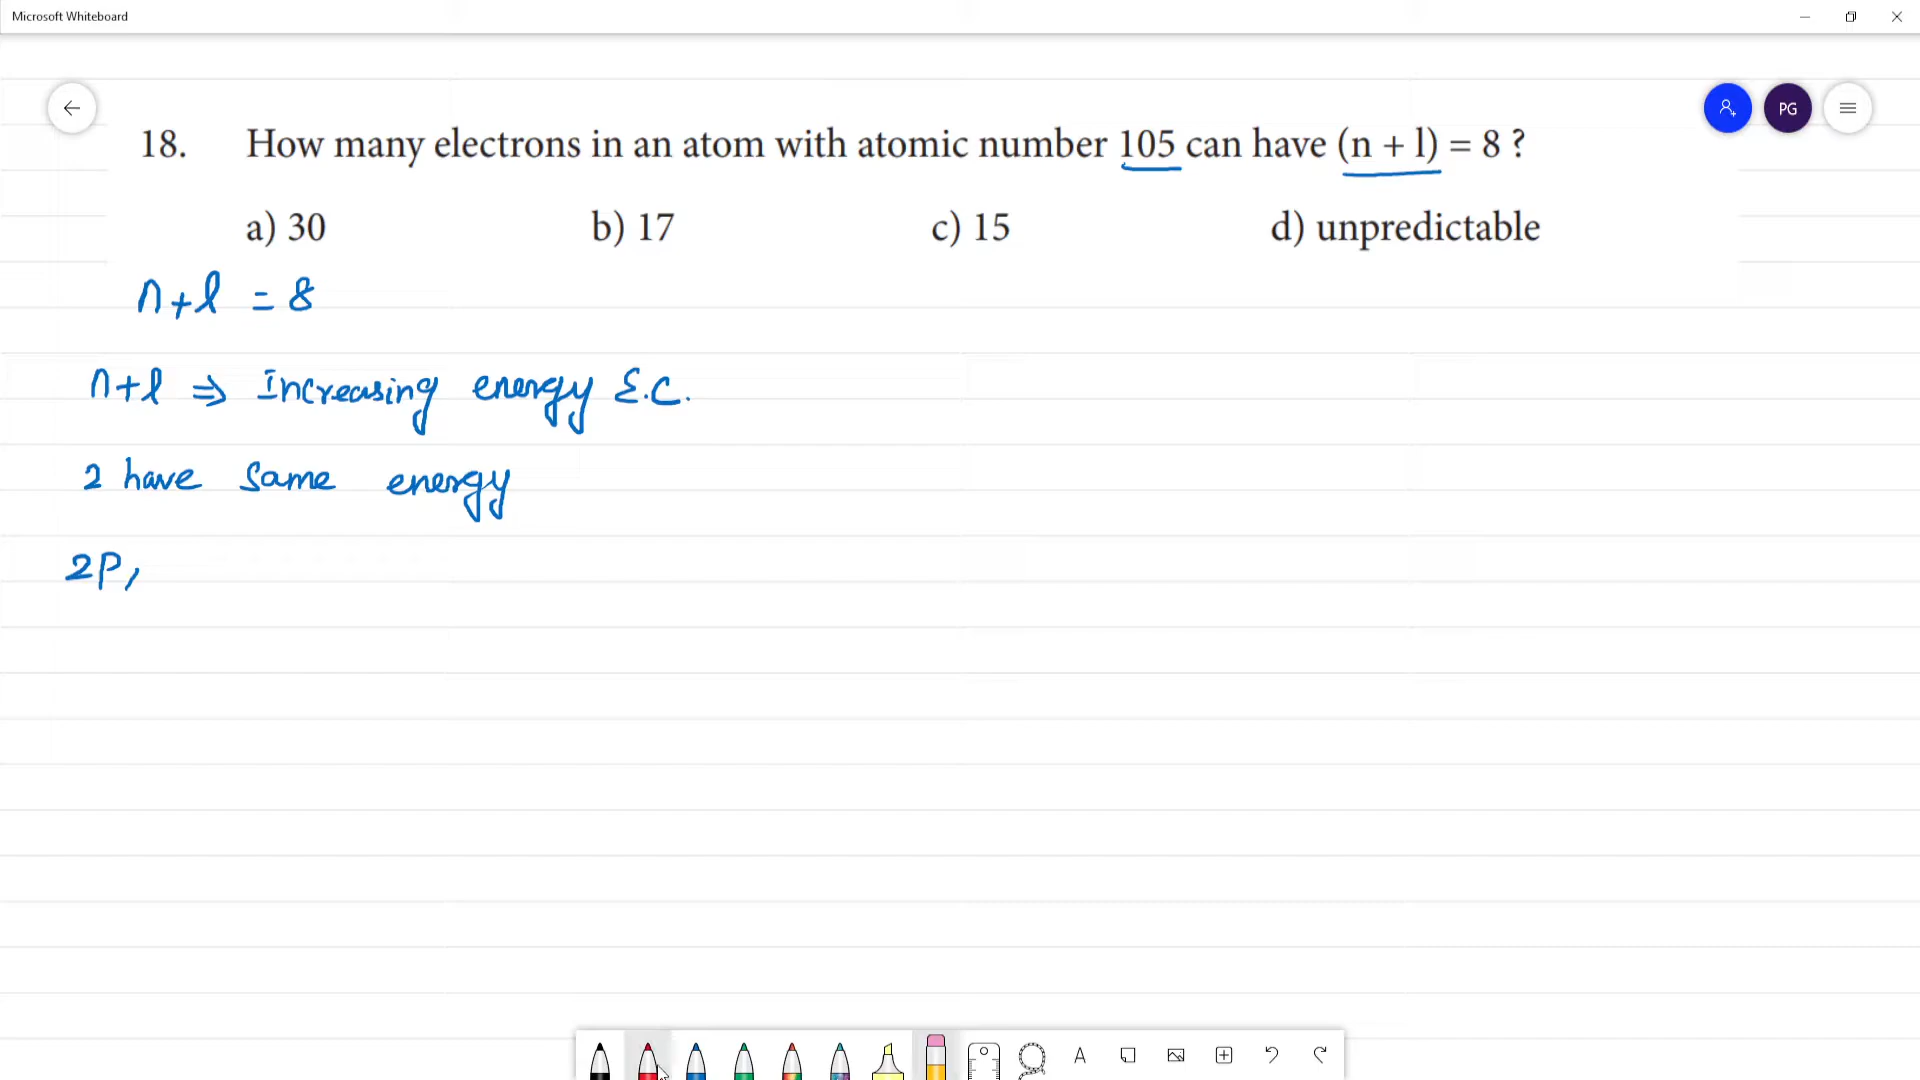 Microsoft Whiteboard
PG
18. How many electrons in an atom with atomic number 105 can have (n + l) = 8 ?
a) 30 b) 17 c) 15 d) unpredictable
n+l = 8
n+l ⇒ Increasing energy E.C.
2 have same energy
2P,
A